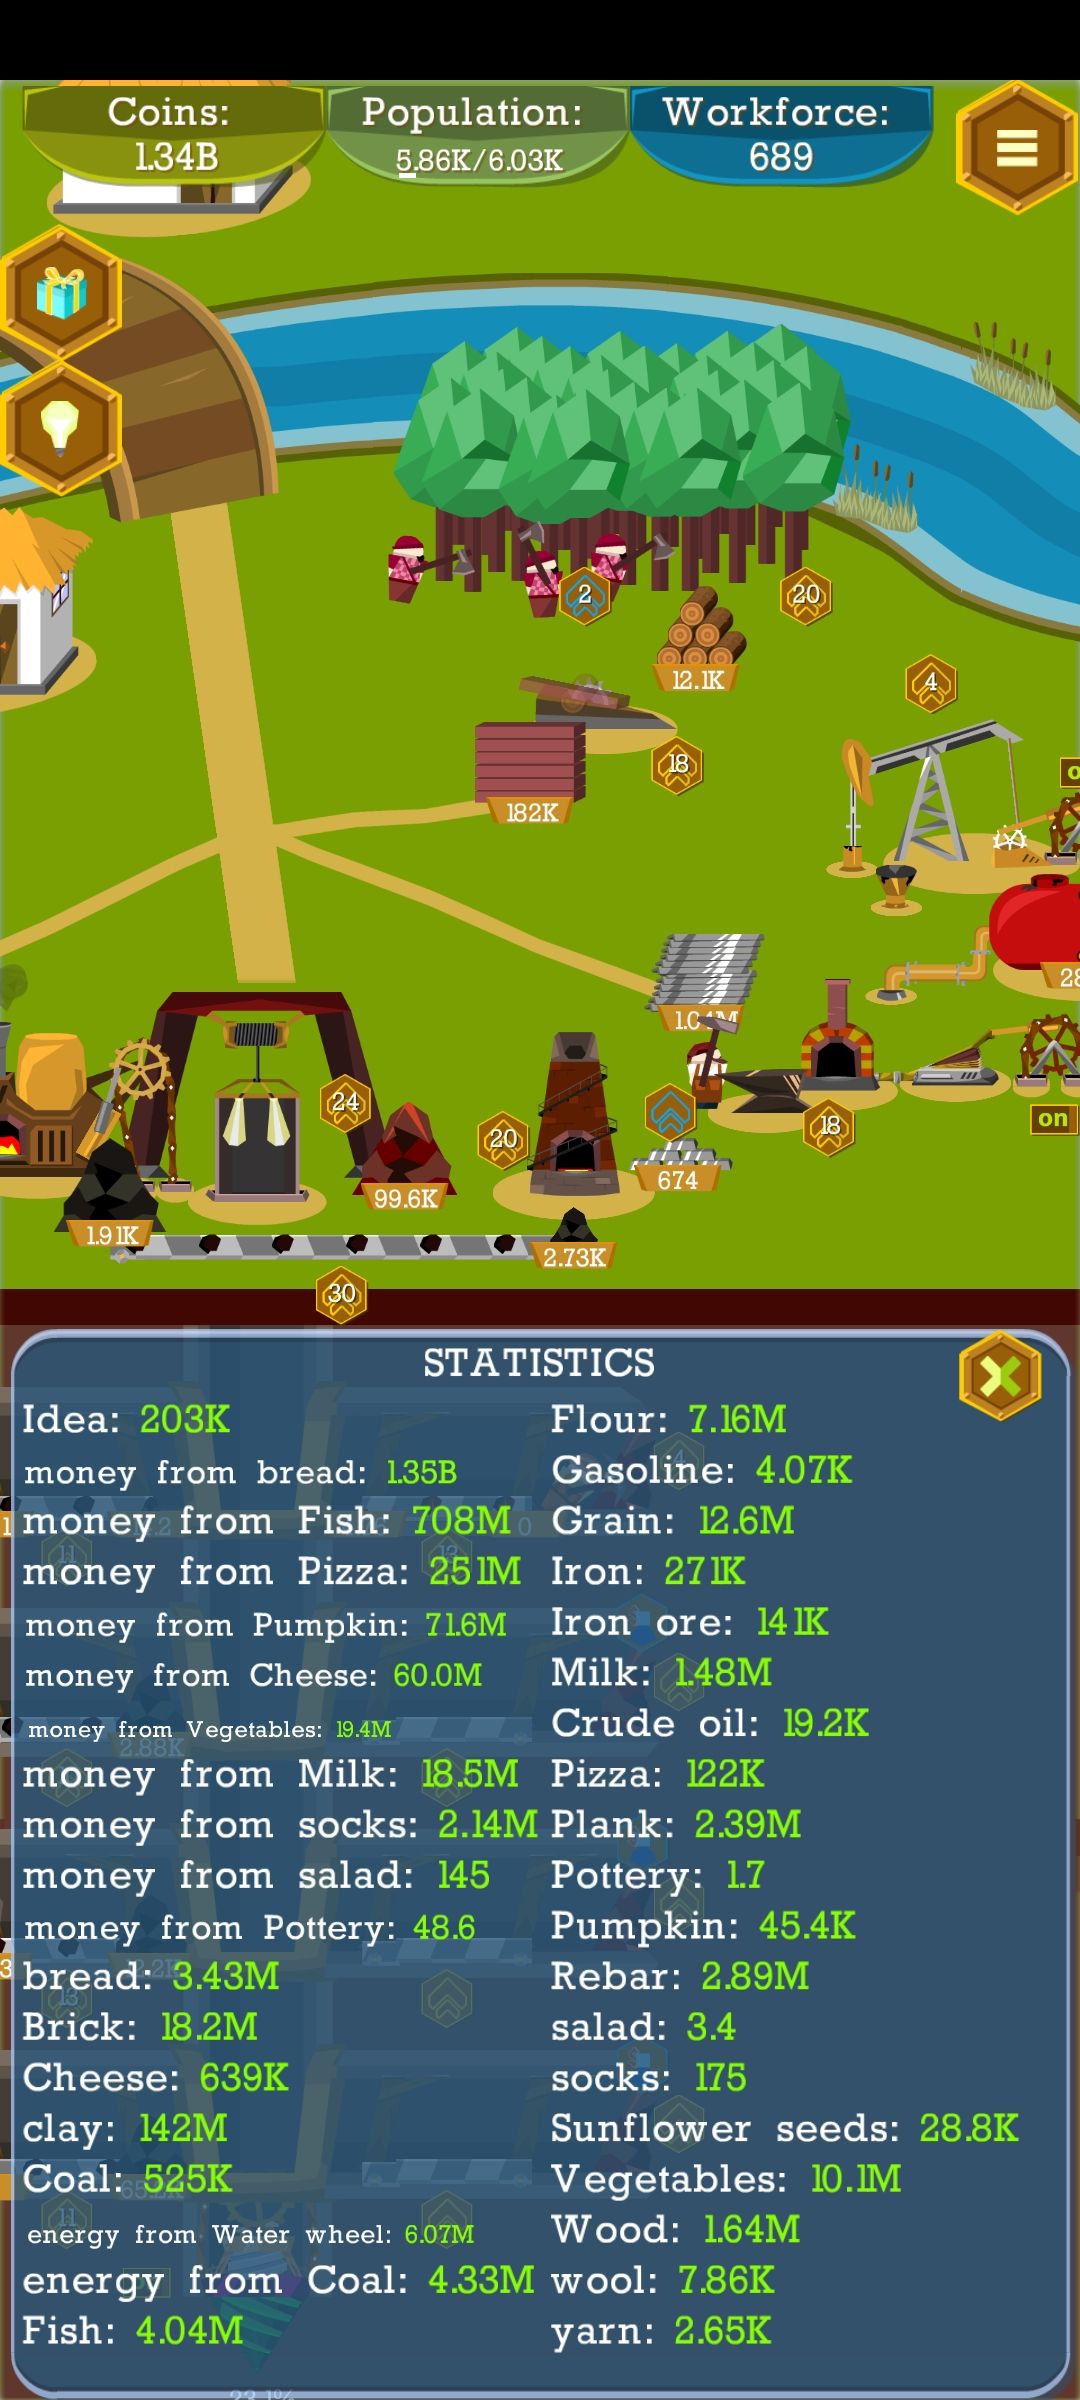 Coins:
1.34B
Population:
5.86K/6.03K
Workforce:
689
2
20
12.1K
4
18
182K
24
20
99.6K
18
674
on
1.91K
2.73K
30
STATISTICS
Idea: 203K
money from bread: 1.35B
money from Fish: 708M
money from Pizza: 251M
money from Pumpkin: 71.6M
money from Cheese: 60.0M
money from Vegetables: 19.4M
money from Milk: 18.5M
money from socks: 2.14M
money from salad: 145
money from Pottery: 48.6
bread: 3.43M
Brick: 18.2M
Cheese: 639K
clay: 142M
Coal: 525K
energy from Water wheel: 6.07M
energy from Coal: 4.33M
Fish: 4.04M
Flour: 7.16M
Gasoline: 4.07K
Grain: 12.6M
Iron: 271K
Iron ore: 141K
Milk: 1.48M
Crude oil: 19.2K
Pizza: 122K
Plank: 2.39M
Pottery: 1.7
Pumpkin: 45.4K
Rebar: 2.89M
salad: 3.4
socks: 175
Sunflower seeds: 28.8K
Vegetables: 10.1M
Wood: 1.64M
wool: 7.86K
yarn: 2.65K